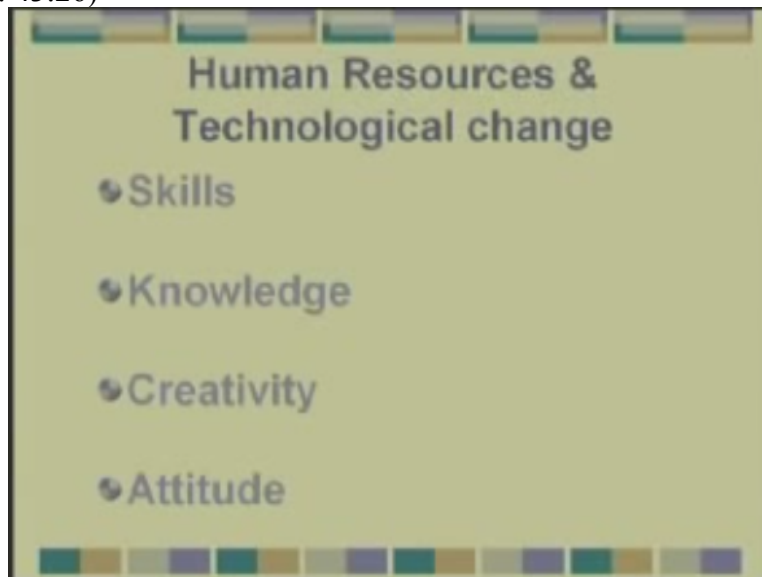 Human Resources &
Technological change
Skills
Knowledge
Creativity
Attitude